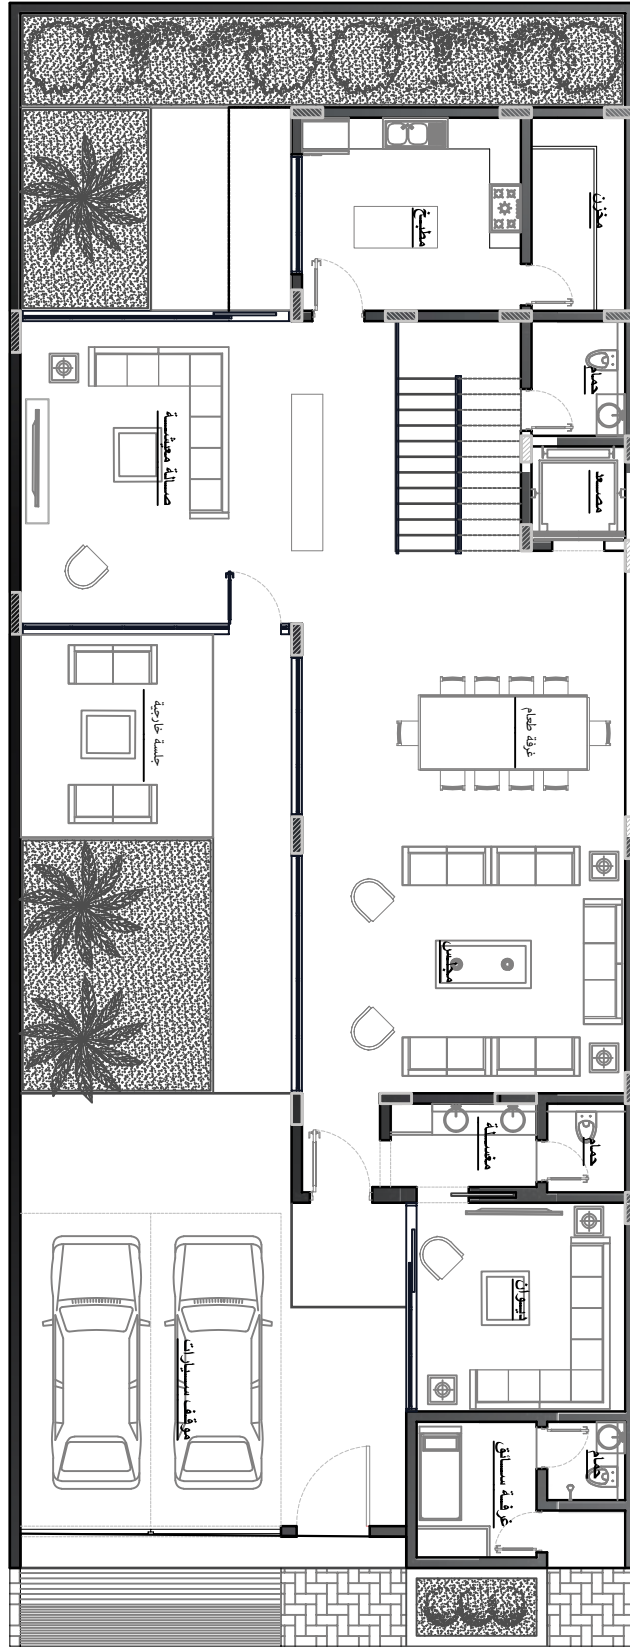 مخزن
مطبخ
حمام
مصعد
صالة معيشة
غرفة طعام
جلسة خارجية
مجلس
مغسلة
حمام
ديوان
موقف سيارات
حمام
غرفة سائق